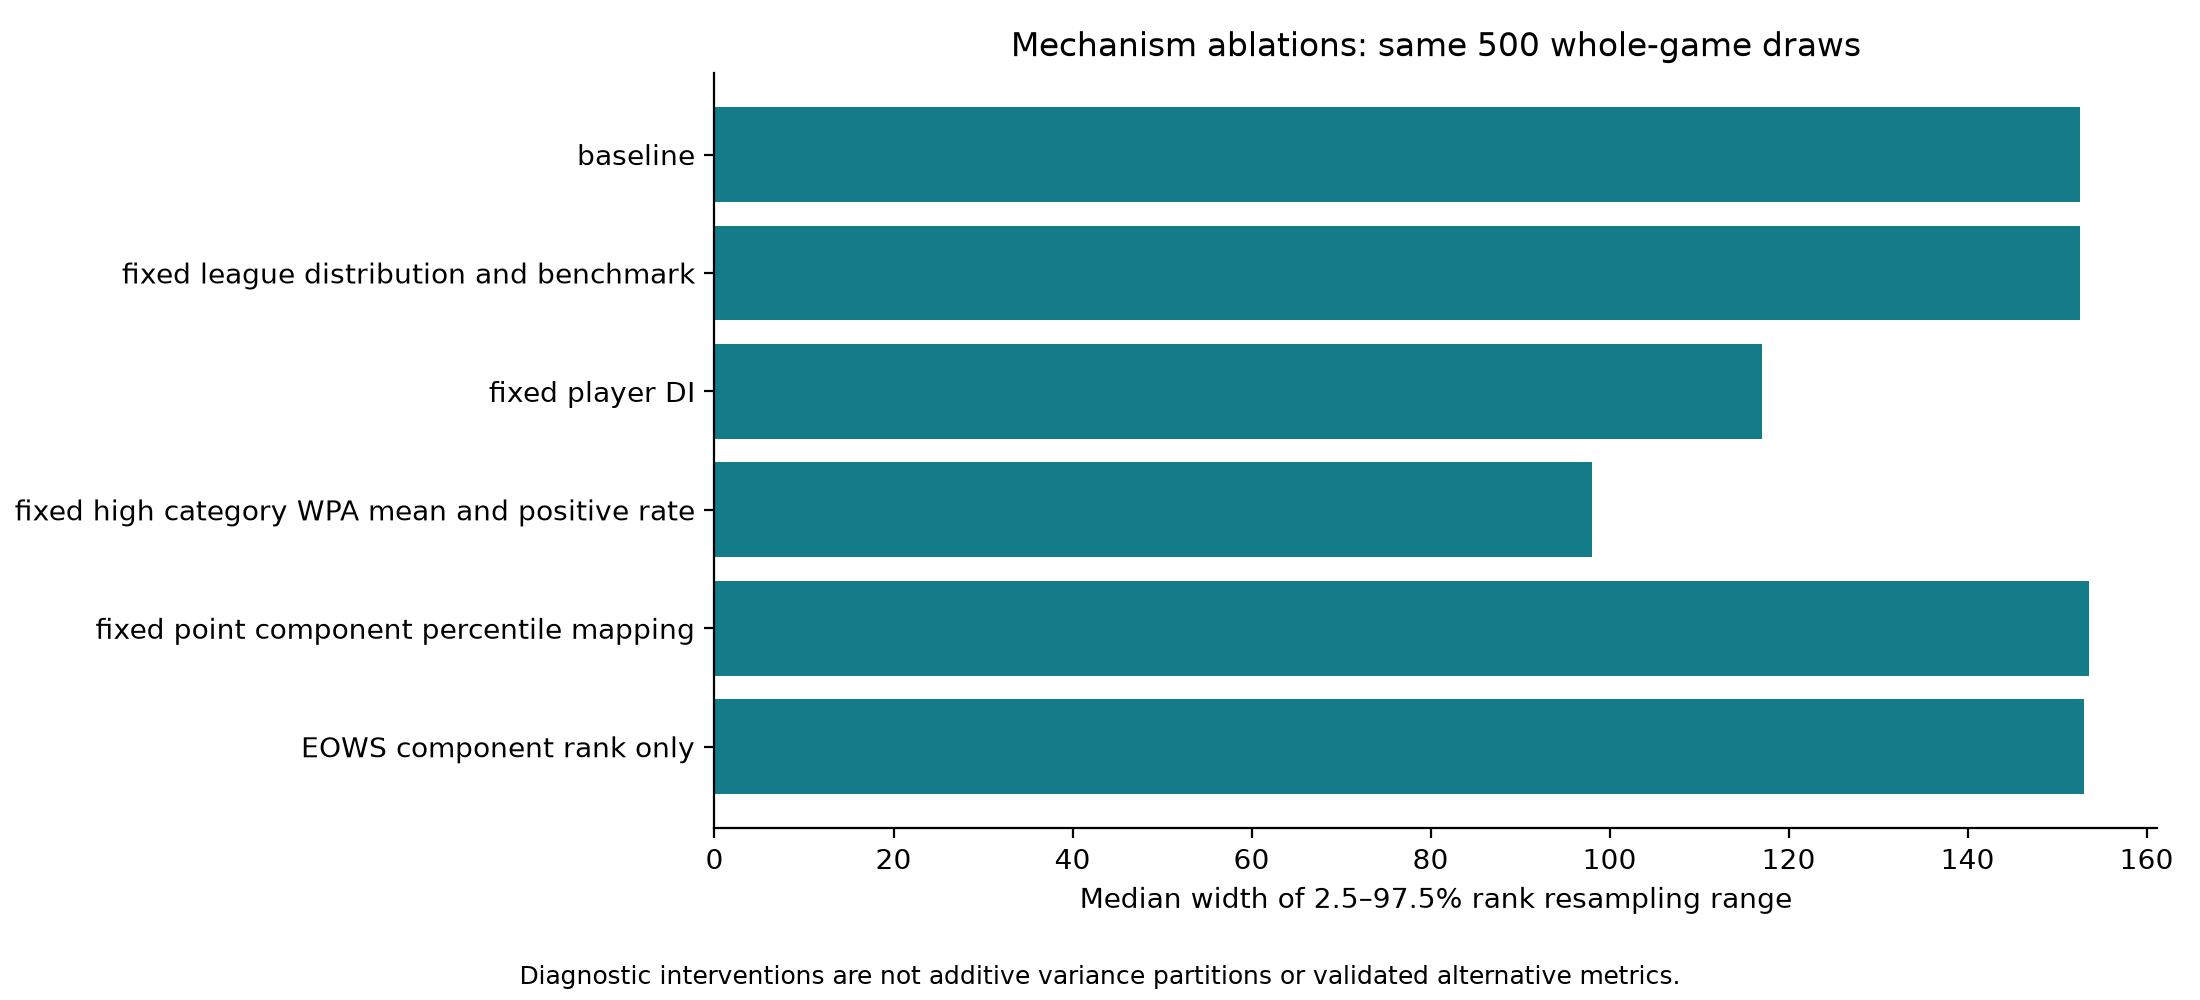 Mechanism ablations: same 500 whole-game draws
baseline
fixed league distribution and benchmark
fixed player DI
fixed high category WPA mean and positive rate
fixed point component percentile mapping
EOWS component rank only
0 20 40 60 80 100 120 140 160
Median width of 2.5–97.5% rank resampling range
Diagnostic interventions are not additive variance partitions or validated alternative metrics.